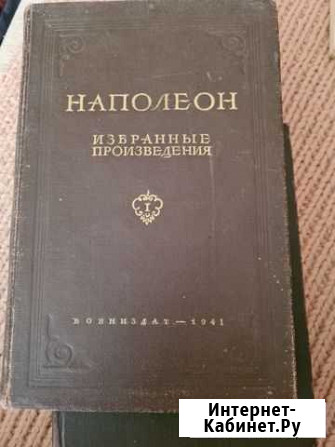 НАПОЛЕОН
ИЗБРАННЫЕ
ПРОИЗВЕДЕНИЯ
I
ВОЕНИЗДАТ — 1941
Интернет-
Кабинет.Ру